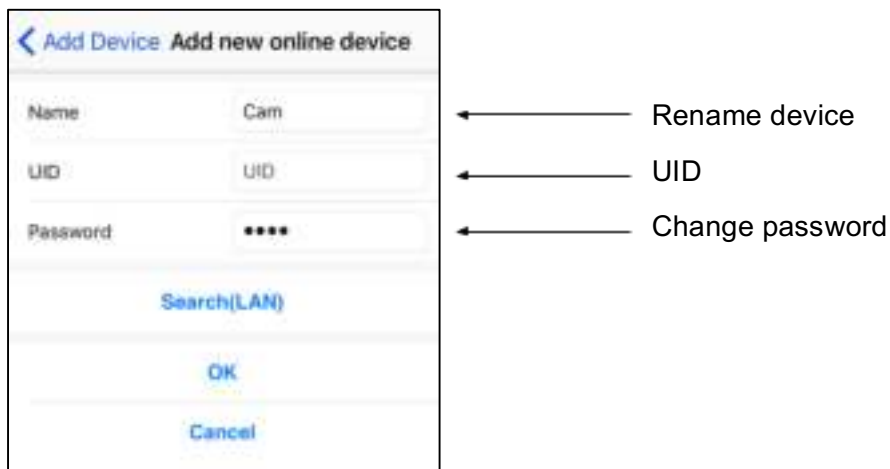 Add Device Add new online device
Name Cam Rename device
UID UID UID
Password •••• Change password
Search(LAN)
OK
Cancel